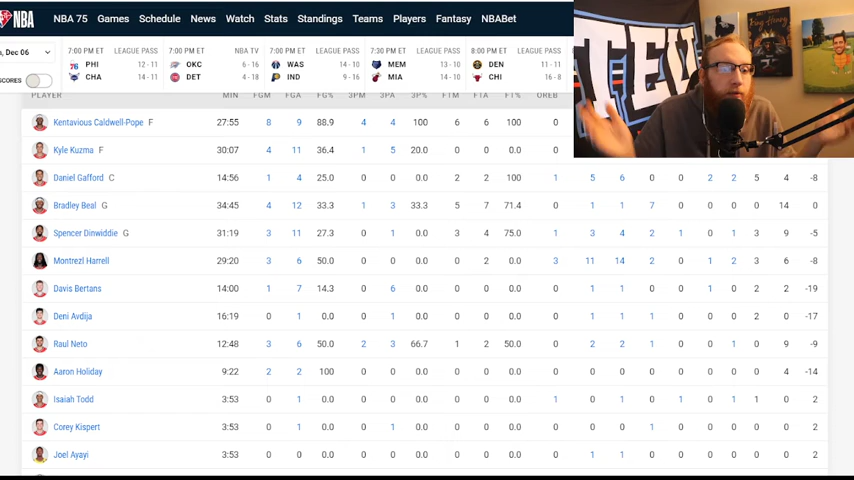 NBA NBA 75 Games Schedule News Watch Stats Standings Teams Players Fantasy NBABet
, Dec 06 7:00 PM ET LEAGUE PASS 7:00 PM ET NBA TV 7:00 PM ET LEAGUE PASS 7:30 PM ET LEAGUE PASS 8:00 PM ET LEAGUE PASS
PHI 12 - 11 OKC 6 - 16 WAS 14 - 10 MEM 13 - 10 DEN 11 - 11
SCORES CHA 14 - 11 DET 4 - 18 IND 9 - 16 MIA 14 - 10 CHI 16 - 8
PLAYER MIN FGM FGA FG% 3PM 3PA 3P% FTM FTA FT% OREB
Kentavious Caldwell-Pope F 27:55 8 9 88.9 4 4 100 6 6 100 0
Kyle Kuzma F 30:07 4 11 36.4 1 5 20.0 0 0 0.0 0
Daniel Gafford C 14:56 1 4 25.0 0 0 0.0 2 2 100 1 5 6 0 0 2 2 5 4 -8
Bradley Beal G 34:45 4 12 33.3 1 3 33.3 5 7 71.4 0 1 1 7 0 0 0 0 14 0
Spencer Dinwiddie G 31:19 3 11 27.3 0 1 0.0 3 4 75.0 1 3 4 2 1 0 1 3 9 -5
Montrezl Harrell 29:20 3 6 50.0 0 0 0.0 0 2 0.0 3 11 14 2 0 1 2 3 6 -8
Davis Bertans 14:00 1 7 14.3 0 6 0.0 0 0 0.0 0 1 1 0 0 1 0 2 2 -19
Deni Avdija 16:19 0 1 0.0 0 1 0.0 0 0 0.0 0 1 1 1 0 0 0 2 0 -17
Raul Neto 12:48 3 6 50.0 2 3 66.7 1 2 50.0 0 2 2 1 0 0 1 0 9 -9
Aaron Holiday 9:22 2 2 100 0 0 0.0 0 0 0.0 0 0 0 0 0 0 0 0 4 -14
Isaiah Todd 3:53 0 1 0.0 0 0 0.0 0 0 0.0 1 0 1 0 1 0 1 1 0 2
Corey Kispert 3:53 0 1 0.0 0 1 0.0 0 0 0.0 0 0 0 1 0 0 0 0 0 2
Joel Ayayi 3:53 0 0 0.0 0 0 0.0 0 0 0.0 0 1 1 0 0 0 0 0 0 2